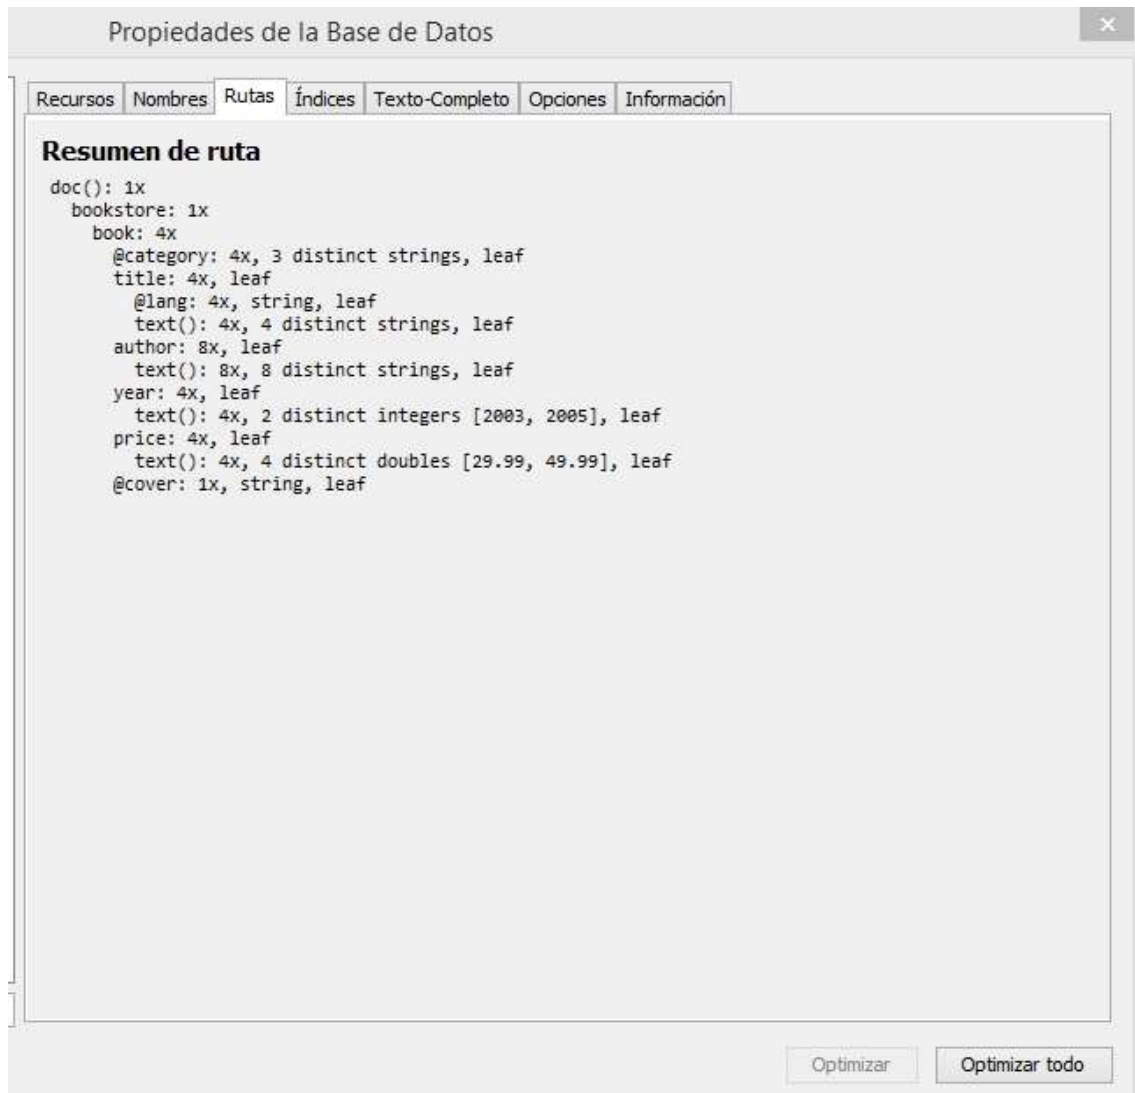 Propiedades de la Base de Datos
Recursos Nombres Rutas Índices Texto-Completo Opciones Información
Resumen de ruta
doc(): 1x
bookstore: 1x
book: 4x
@category: 4x, 3 distinct strings, leaf
title: 4x, leaf
@lang: 4x, string, leaf
text(): 4x, 4 distinct strings, leaf
author: 8x, leaf
text(): 8x, 8 distinct strings, leaf
year: 4x, leaf
text(): 4x, 2 distinct integers [2003, 2005], leaf
price: 4x, leaf
text(): 4x, 4 distinct doubles [29.99, 49.99], leaf
@cover: 1x, string, leaf
Optimizar Optimizar todo